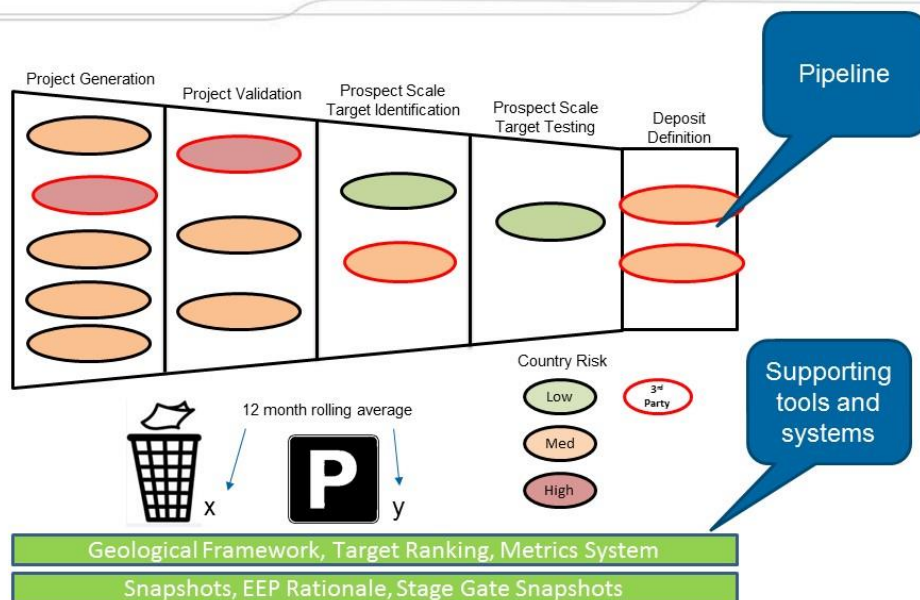 Project Generation
Project Validation
Prospect Scale
Target Identification
Prospect Scale
Target Testing
Deposit
Definition
Pipeline
Country Risk
Low
Med
High
3rd
Party
Supporting
tools and
systems
12 month rolling average
x
P
y
Geological Framework, Target Ranking, Metrics System
Snapshots, EEP Rationale, Stage Gate Snapshots